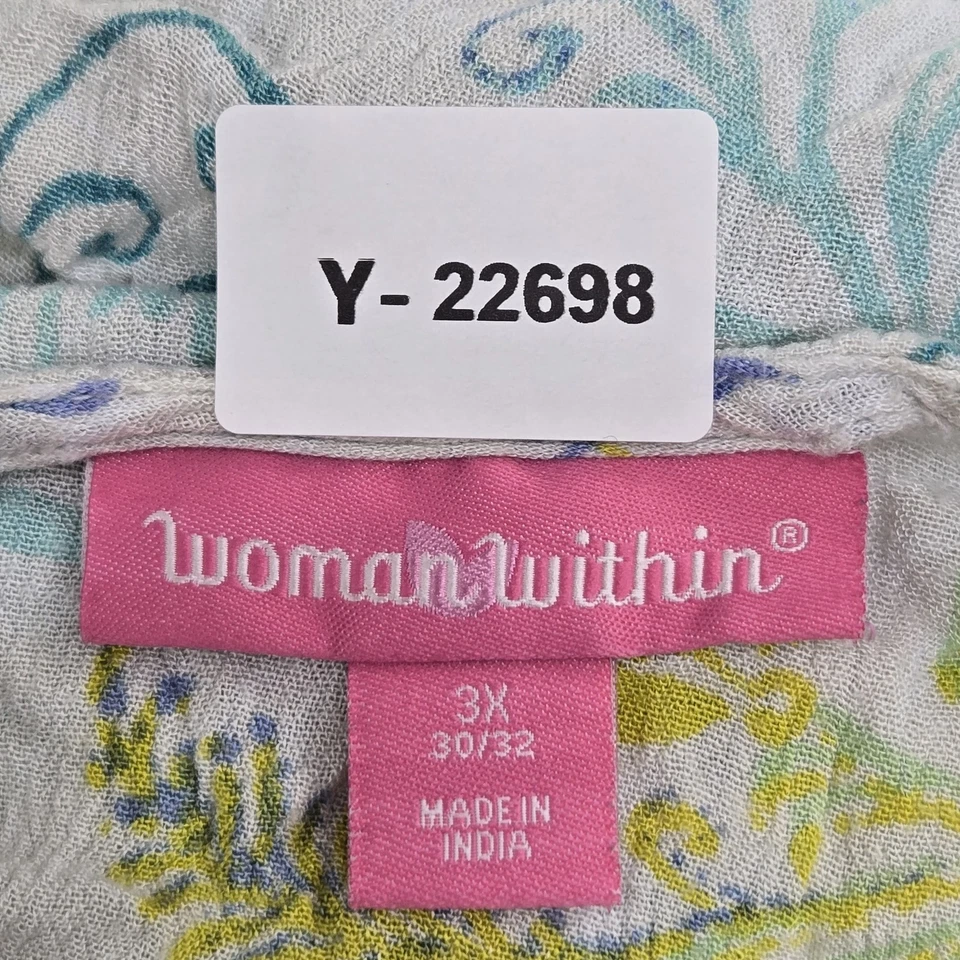 Y- 22698
woman within®
3X
30/32
MADE IN
INDIA